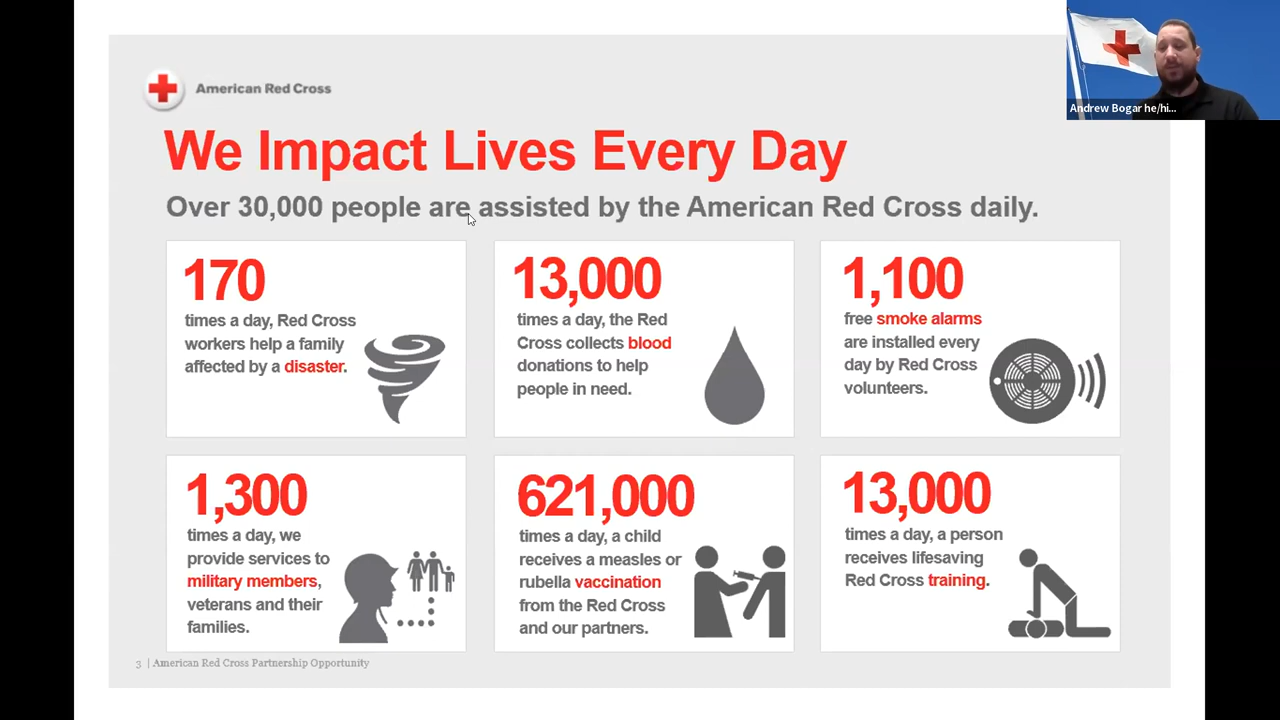 American Red Cross
We Impact Lives Every Day
Over 30,000 people are assisted by the American Red Cross daily.
170
times a day, Red Cross
workers help a family
affected by a disaster.
13,000
times a day, the Red
Cross collects blood
donations to help
people in need.
1,100
free smoke alarms
are installed every
day by Red Cross
volunteers.
1,300
times a day, we
provide services to
military members,
veterans and their
families.
621,000
times a day, a child
receives a measles or
rubella vaccination
from the Red Cross
and our partners.
13,000
times a day, a person
receives lifesaving
Red Cross training.
3 | American Red Cross Partnership Opportunity
Andrew Bogar he/hi...